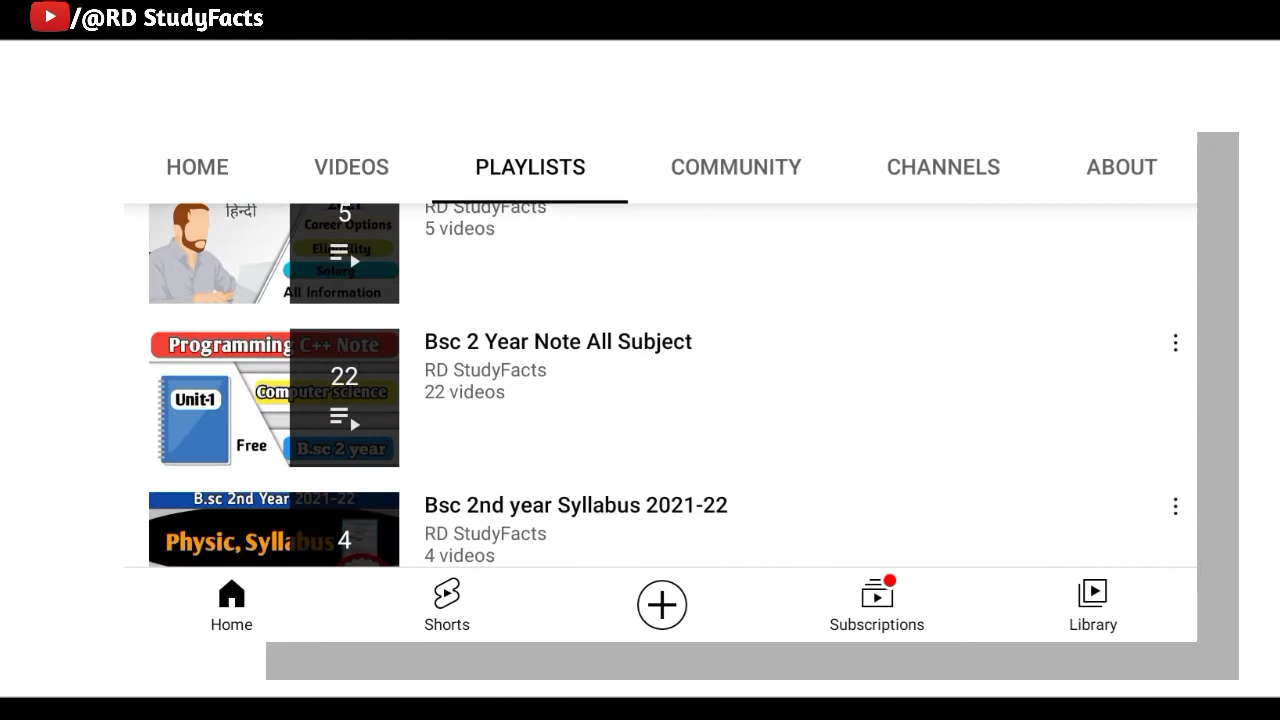 /@RD StudyFacts
HOME VIDEOS PLAYLISTS COMMUNITY CHANNELS ABOUT
हिन्दी
5
Career Options
Eligibility
Salary
All Information
RD StudyFacts
5 videos
Programming C++ Note
Unit-1
Computer science
Free
B.sc 2 year
22
Bsc 2 Year Note All Subject
RD StudyFacts
22 videos
B.sc 2nd Year 2021-22
Physic, Syllabus
4
Bsc 2nd year Syllabus 2021-22
RD StudyFacts
4 videos
Home Shorts Subscriptions Library